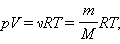 pV = νRT = m/M RT,